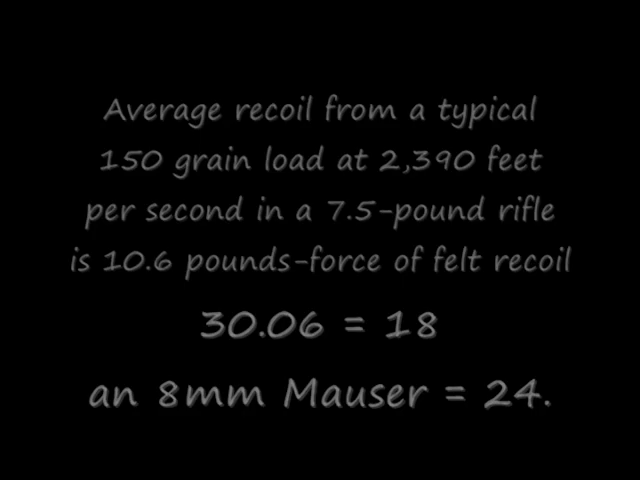 Average recoil from a typical
150 grain load at 2,390 feet
per second in a 7.5-pound rifle
is 10.6 pounds-force of felt recoil
30.06 = 18
an 8mm Mauser = 24.